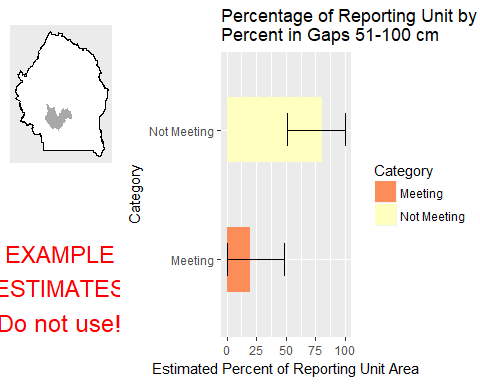 Percentage of Reporting Unit by
Percent in Gaps 51-100 cm
Not Meeting
Meeting
Category
0 25 50 75 100
Estimated Percent of Reporting Unit Area
Category
Meeting
Not Meeting
EXAMPLE
ESTIMATES
Do not use!